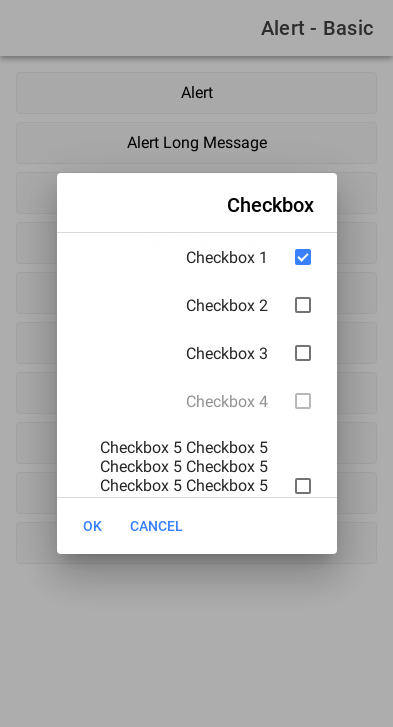 Alert - Basic
Alert
Alert Long Message
Checkbox
Checkbox 1
Checkbox 2
Checkbox 3
Checkbox 4
Checkbox 5 Checkbox 5
Checkbox 5 Checkbox 5
Checkbox 5 Checkbox 5
OK
CANCEL